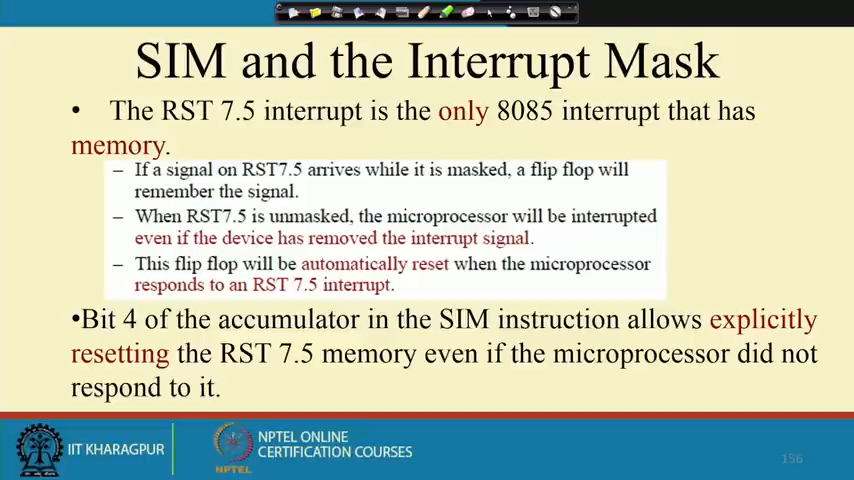 SIM and the Interrupt Mask
• The RST 7.5 interrupt is the only 8085 interrupt that has
memory.
– If a signal on RST7.5 arrives while it is masked, a flip flop will
remember the signal.
– When RST7.5 is unmasked, the microprocessor will be interrupted
even if the device has removed the interrupt signal.
– This flip flop will be automatically reset when the microprocessor
responds to an RST 7.5 interrupt.
•Bit 4 of the accumulator in the SIM instruction allows explicitly
resetting the RST 7.5 memory even if the microprocessor did not
respond to it.
IIT KHARAGPUR
NPTEL
NPTEL ONLINE
CERTIFICATION COURSES
156